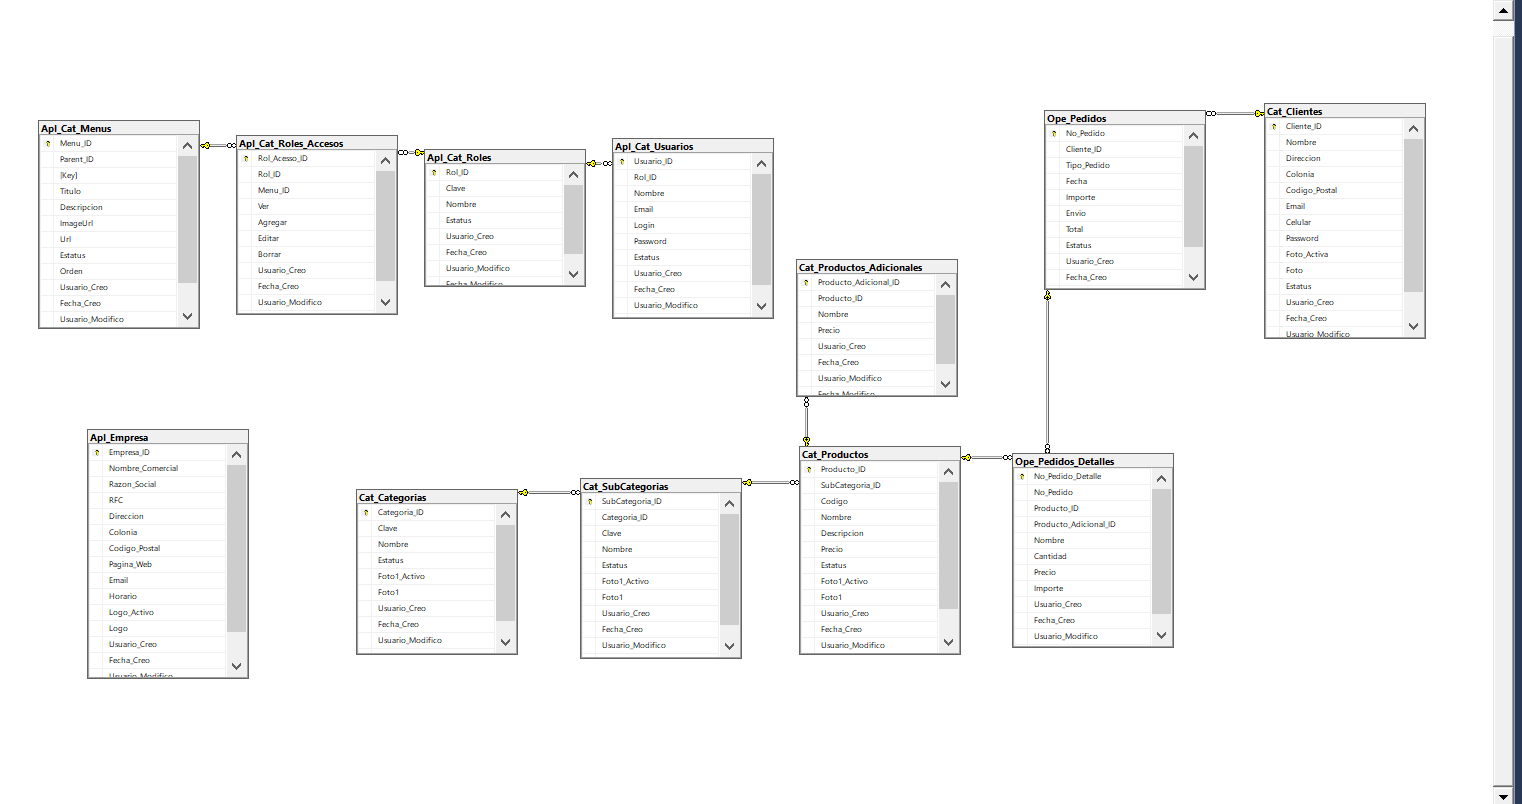 Apl_Cat_Menus
Menu_ID
Parent_ID
[Key]
Titulo
Descripcion
ImageUrl
Url
Estatus
Orden
Usuario_Creo
Fecha_Creo
Usuario_Modifico
Apl_Cat_Roles_Accesos
Rol_Acesso_ID
Rol_ID
Menu_ID
Ver
Agregar
Editar
Borrar
Usuario_Creo
Fecha_Creo
Usuario_Modifico
Apl_Cat_Roles
Rol_ID
Clave
Nombre
Estatus
Usuario_Creo
Fecha_Creo
Usuario_Modifico
Fecha_Modifico
Apl_Cat_Usuarios
Usuario_ID
Rol_ID
Nombre
Email
Login
Password
Estatus
Usuario_Creo
Fecha_Creo
Usuario_Modifico
Cat_Productos_Adicionales
Producto_Adicional_ID
Producto_ID
Nombre
Precio
Usuario_Creo
Fecha_Creo
Usuario_Modifico
Fecha_Modifico
Ope_Pedidos
No_Pedido
Cliente_ID
Tipo_Pedido
Fecha
Importe
Envio
Total
Estatus
Usuario_Creo
Fecha_Creo
Cat_Clientes
Cliente_ID
Nombre
Direccion
Colonia
Codigo_Postal
Email
Celular
Password
Foto_Activa
Foto
Estatus
Usuario_Creo
Fecha_Creo
Usuario_Modifico
Apl_Empresa
Empresa_ID
Nombre_Comercial
Razon_Social
RFC
Direccion
Colonia
Codigo_Postal
Pagina_Web
Email
Horario
Logo_Activo
Logo
Usuario_Creo
Fecha_Creo
Usuario_Modifico
Cat_Categorias
Categoria_ID
Clave
Nombre
Estatus
Foto1_Activo
Foto1
Usuario_Creo
Fecha_Creo
Usuario_Modifico
Cat_SubCategorias
SubCategoria_ID
Categoria_ID
Clave
Nombre
Estatus
Foto1_Activo
Foto1
Usuario_Creo
Fecha_Creo
Usuario_Modifico
Cat_Productos
Producto_ID
SubCategoria_ID
Codigo
Nombre
Descripcion
Precio
Estatus
Foto1_Activo
Foto1
Usuario_Creo
Fecha_Creo
Usuario_Modifico
Ope_Pedidos_Detalles
No_Pedido_Detalle
No_Pedido
Producto_ID
Producto_Adicional_ID
Nombre
Cantidad
Precio
Importe
Usuario_Creo
Fecha_Creo
Usuario_Modifico